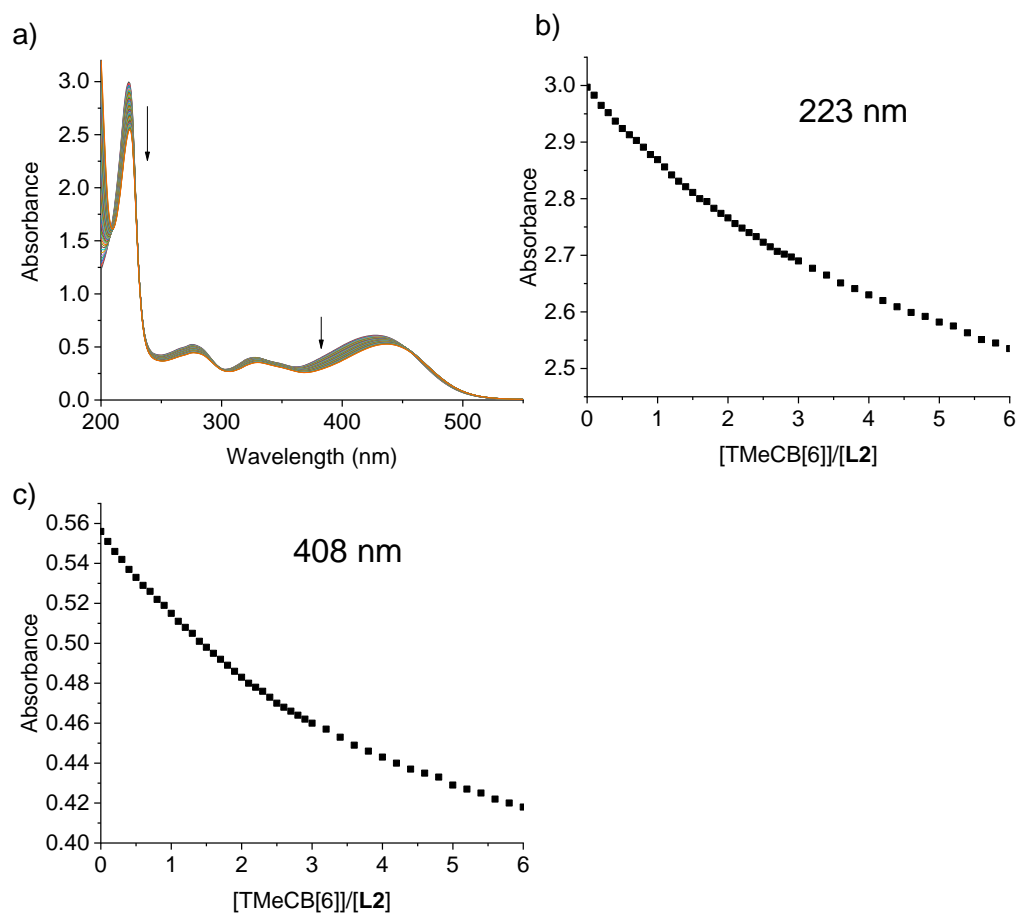 a)
3.0
2.5
2.0
1.5
1.0
0.5
0.0
Absorbance
200 300 400 500
Wavelength (nm)
b)
223 nm
3.0
2.9
2.8
2.7
2.6
2.5
Absorbance
0 1 2 3 4 5 6
[TMeCB[6]]/[L2]
c)
408 nm
0.56
0.54
0.52
0.50
0.48
0.46
0.44
0.42
0.40
Absorbance
0 1 2 3 4 5 6
[TMeCB[6]]/[L2]